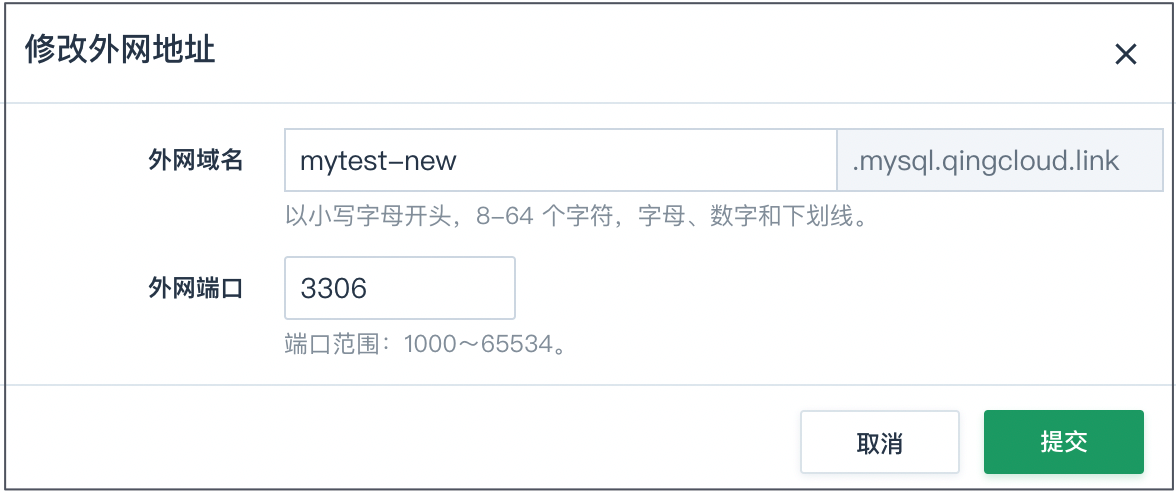 修改外网地址
外网域名 mytest-new .mysql.qingcloud.link
以小写字母开头，8-64 个字符，字母、数字和下划线。
外网端口 3306
端口范围：1000～65534。
取消 提交